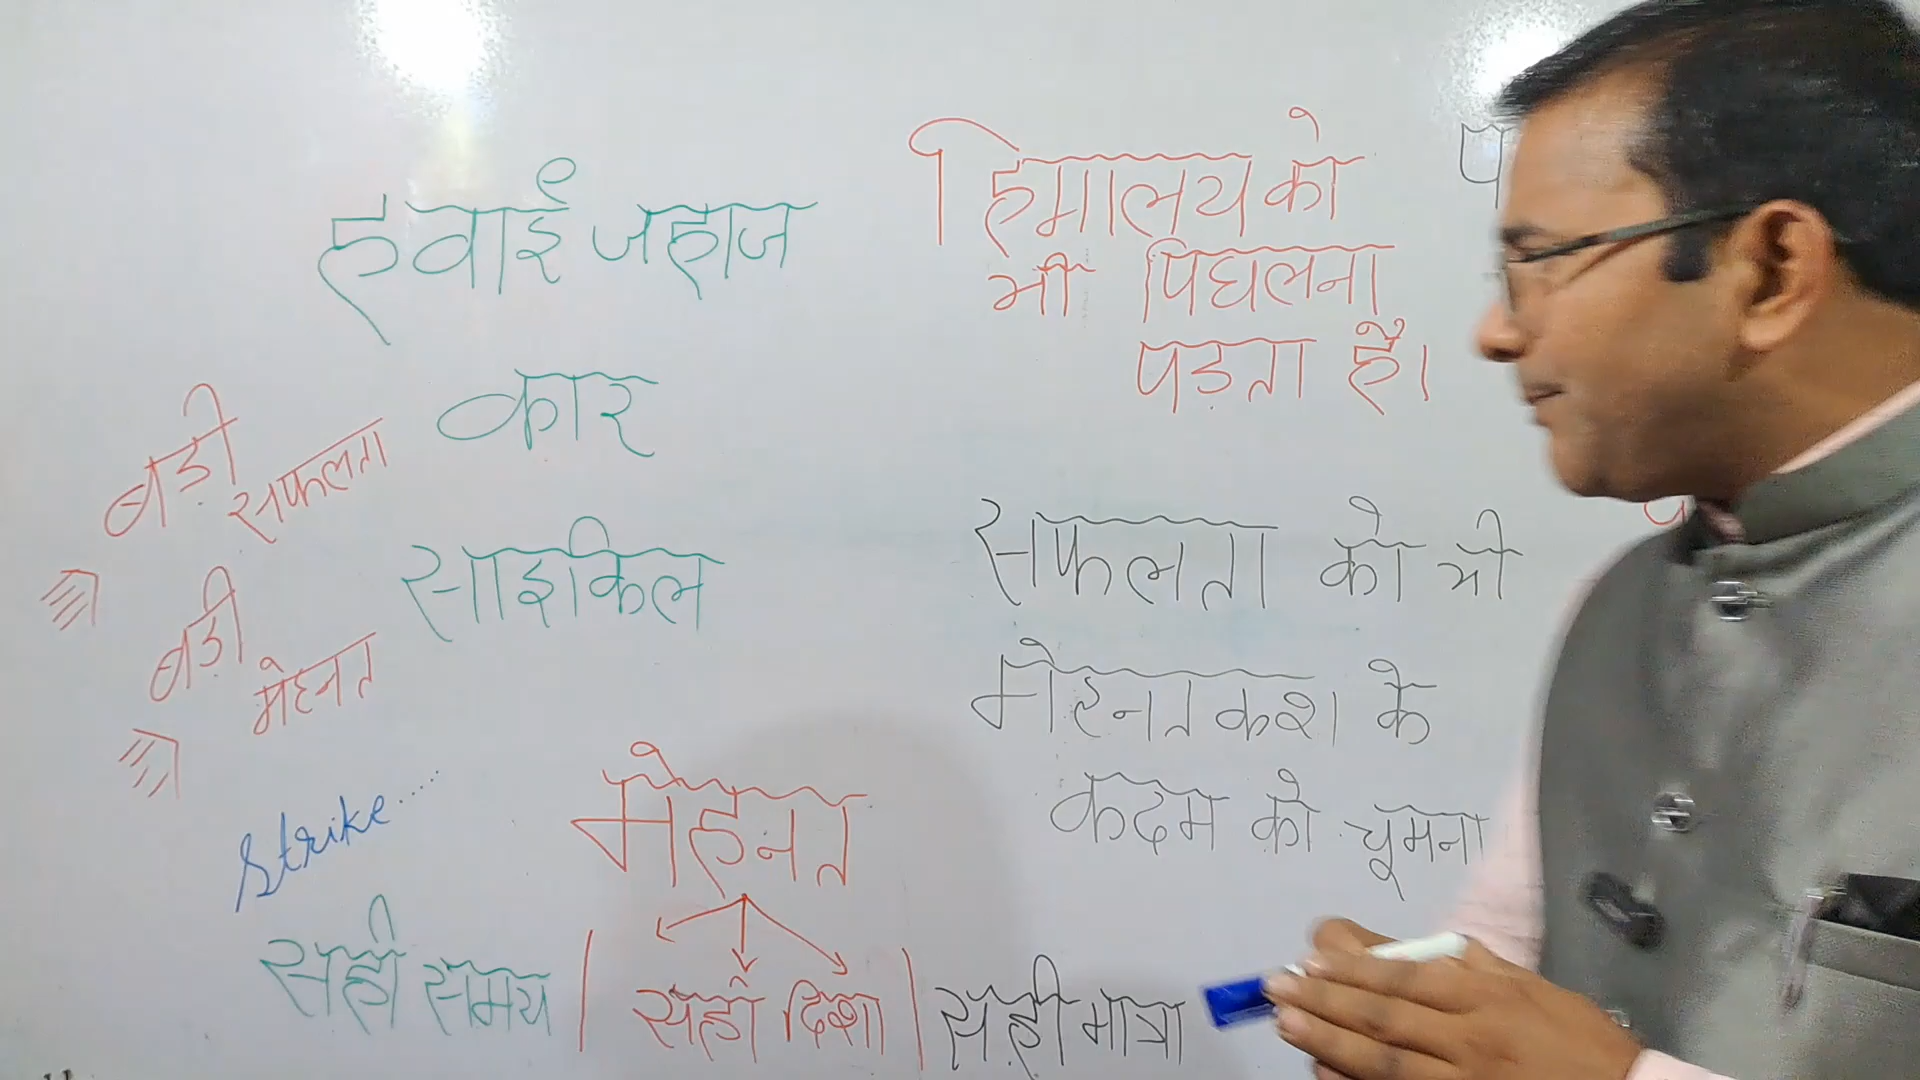 हवाई जहाज
कार
साइकिल
बड़ी
सफलता
बड़ी
मेहनत
Strike.....
मेहनत
सही समय | सही दिशा | सही मात्रा
हिमालय को
भी पिघलना
पड़ता है।
सफलता को भी
मेहनतकश के
कदम को चूमना